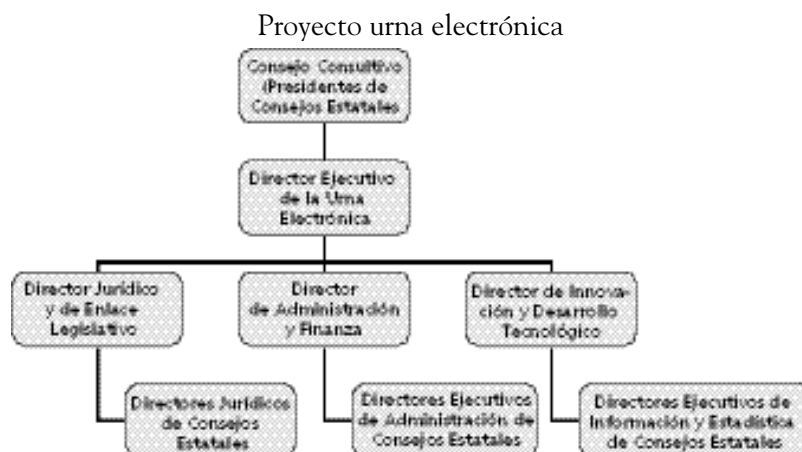 Proyecto urna electrónica
Consejo Consultivo
(Presidentes de
Consejos Estatales
Director Ejecutivo
de la Urna
Electrónica
Director Jurídico
y de Enlace
Legislativo
Director
de Administración
y Finanza
Director de Innova-
ción y Desarrollo
Tecnológico
Directores Jurídicos
de Consejos
Estatales
Directores Ejecutivos
de Administración de
Consejos Estatales
Directores Ejecutivos de
Información y Estadística
de Consejos Estatales